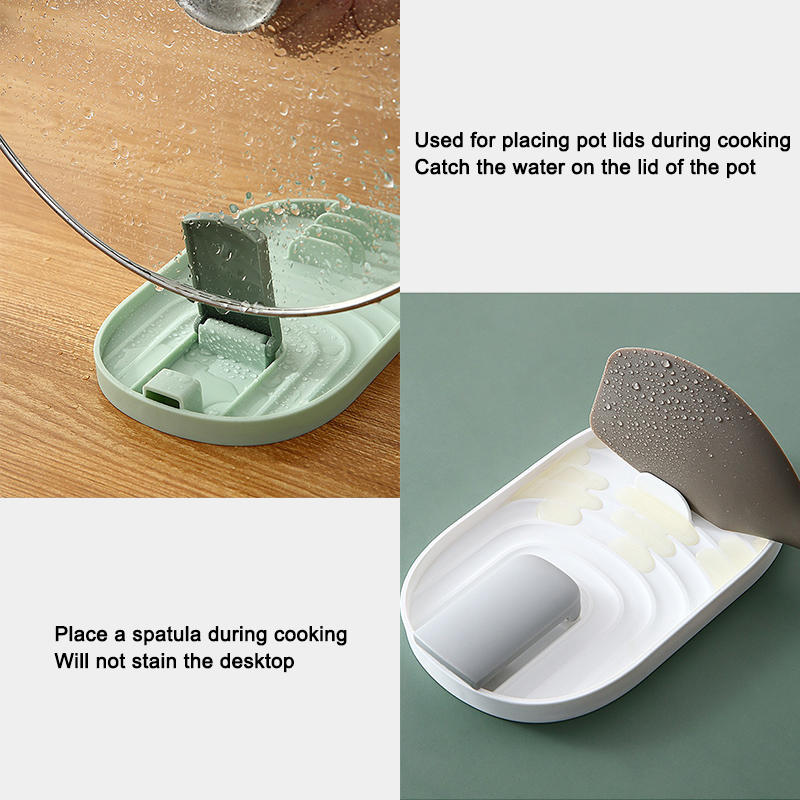 Used for placing pot lids during cooking
Catch the water on the lid of the pot
Place a spatula during cooking
Will not stain the desktop